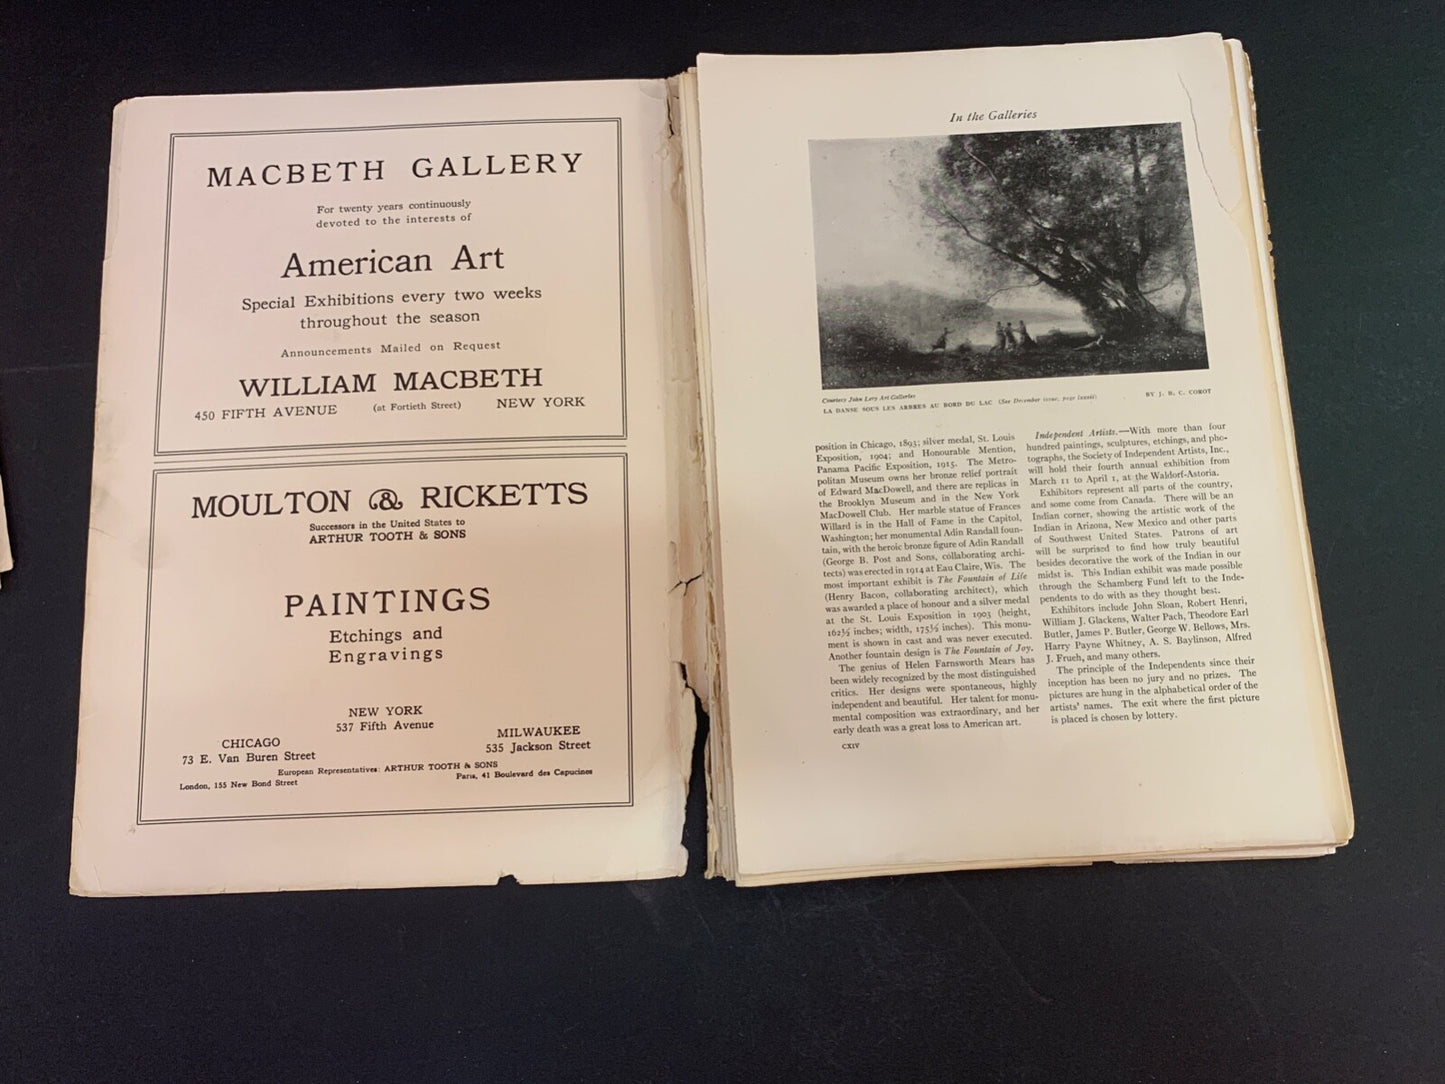 MACBETH GALLERY
For twenty years continuously
devoted to the interests of
American Art
Special Exhibitions every two weeks
throughout the season
Announcements Mailed on Request
WILLIAM MACBETH
450 FIFTH AVENUE (at Fortieth Street) NEW YORK
MOULTON & RICKETTS
Successors in the United States to
ARTHUR TOOTH & SONS
PAINTINGS
Etchings and
Engravings
NEW YORK
537 Fifth Avenue
CHICAGO
73 E. Van Buren Street
MILWAUKEE
535 Jackson Street
European Representatives: ARTHUR TOOTH & SONS
London, 155 New Bond Street
Paris, 41 Boulevard des Capucines
In the Galleries
Courtesy John Levy Art Galleries
LA DANSE SOUS LES ARBRES AU BORD DU LAC (See December issue, page lxxxii)
BY J. B. C. COROT
position in Chicago, 1893; silver medal, St. Louis
Exposition, 1904; and Honourable Mention,
Panama Pacific Exposition, 1915. The Metro-
politan Museum owns her bronze relief portrait
of Edward MacDowell, and there are replicas in
the Brooklyn Museum and in the New York
MacDowell Club. Her marble statue of Frances
Willard is in the Hall of Fame in the Capitol,
Washington; her monumental Adin Randall foun-
tain, with the heroic bronze figure of Adin Randall
(George B. Post and Sons, collaborating archi-
tects) was erected in 1914 at Eau Claire, Wis. The
most important exhibit is The Fountain of Life
(Henry Bacon, collaborating architect), which
was awarded a place of honour and a silver medal
at the St. Louis Exposition in 1903 (height,
162½ inches; width, 175½ inches). This monu-
ment is shown in cast and was never executed.
Another fountain design is The Fountain of Joy.
The genius of Helen Farnsworth Mears has
been widely recognized by the most distinguished
critics. Her designs were spontaneous, highly
independent and beautiful. Her talent for monu-
mental composition was extraordinary, and her
early death was a great loss to American art.
CXIV
Independent Artists.—With more than four
hundred paintings, sculptures, etchings, and pho-
tographs, the Society of Independent Artists, Inc.,
will hold their fourth annual exhibition from
March 11 to April 1, at the Waldorf-Astoria.
Exhibitors represent all parts of the country,
and some come from Canada. There will be an
Indian corner, showing the artistic work of the
Indian in Arizona, New Mexico and other parts
of Southwest United States. Patrons of art
will be surprised to find how truly beautiful
besides decorative the work of the Indian in our
midst is. This Indian exhibit was made possible
through the Schamberg Fund left to the Inde-
pendents to do with as they thought best.
Exhibitors include John Sloan, Robert Henri,
William J. Glackens, Walter Pach, Theodore Earl
Butler, James P. Butler, George W. Bellows, Mrs.
Harry Payne Whitney, A. S. Baylinson, Alfred
J. Frueh, and many others.
The principle of the Independents since their
inception has been no jury and no prizes. The
pictures are hung in the alphabetical order of the
artists' names. The exit where the first picture
is placed is chosen by lottery.